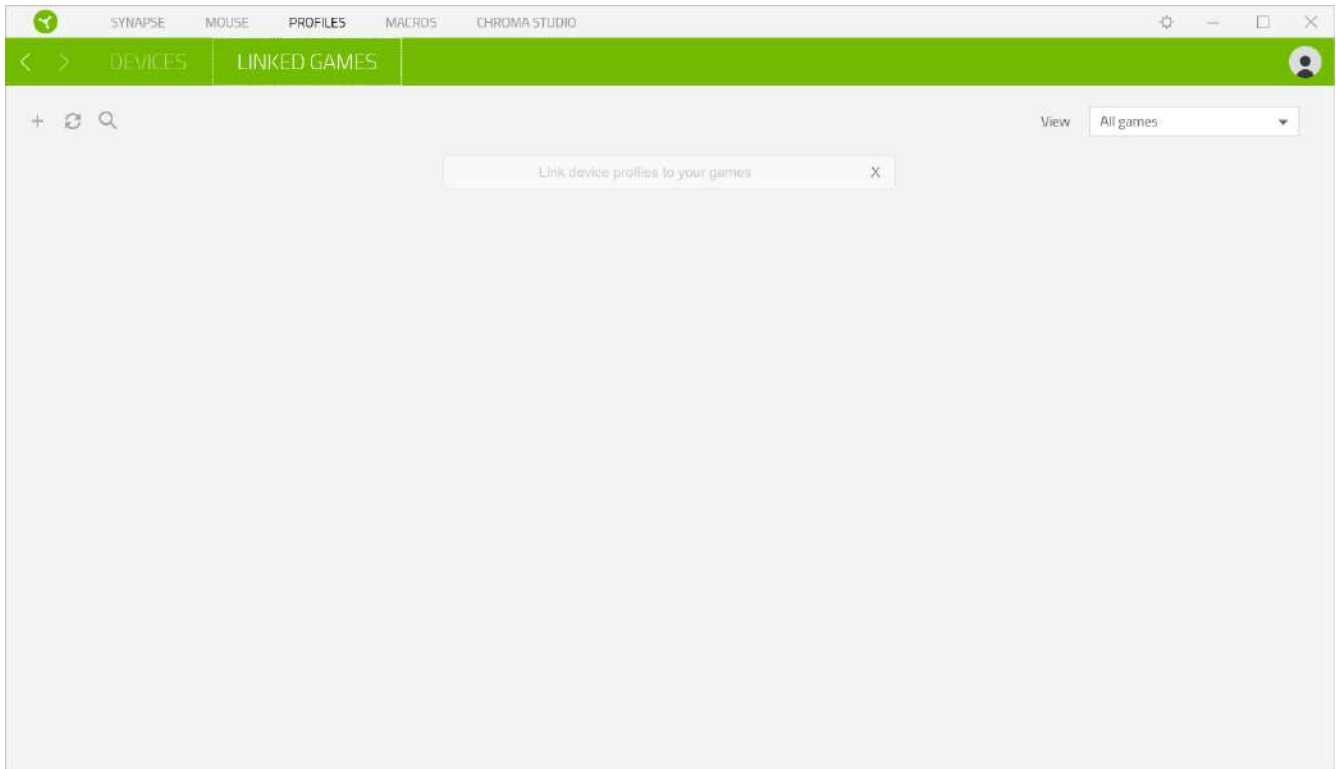 SYNAPSE MOUSE PROFILES MACROS CHROMA STUDIO
DEVICES LINKED GAMES
View All games
Link device profiles to your games X